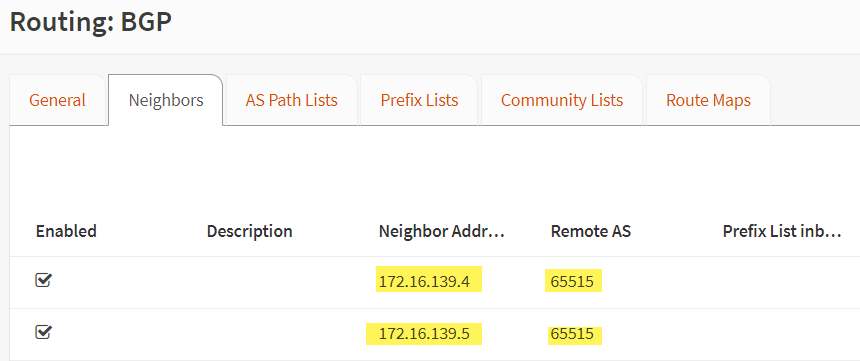 Routing: BGP
General Neighbors AS Path Lists Prefix Lists Community Lists Route Maps
Enabled Description Neighbor Addr... Remote AS Prefix List inb...
172.16.139.4 65515
172.16.139.5 65515